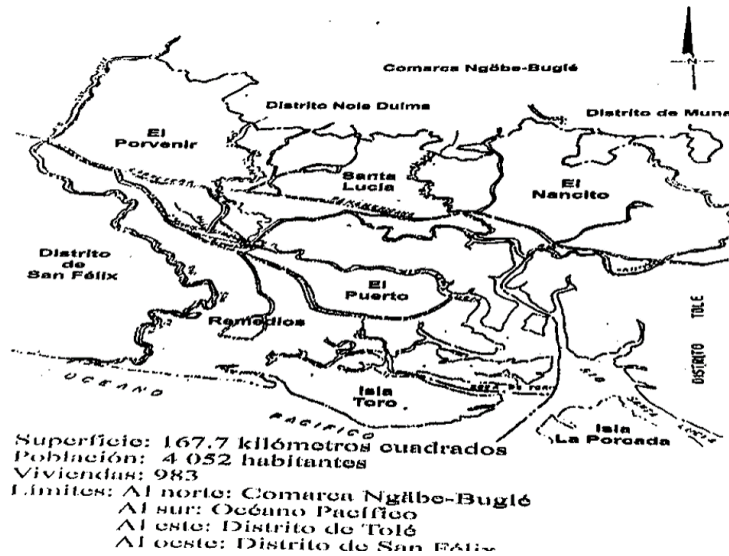 N
Comarca Ngäbe-Buglé
Distrito Nole Duima
Distrito de Muna
El
Porvenir
Santa
Lucía
El
Nancito
Distrito
de
San Félix
El
Puerto
Remedios
DISTRITO TOLÉ
OCEANO
PACIFICO
Isla
Toro
Isla
La Porcada
Superficie: 167.7 kilómetros cuadrados
Población: 4 052 habitantes
Viviendas: 983
Límites: Al norte: Comarca Ngäbe-Buglé
Al sur: Océano Pacífico
Al este: Distrito de Tolé
Al oeste: Distrito de San Félix